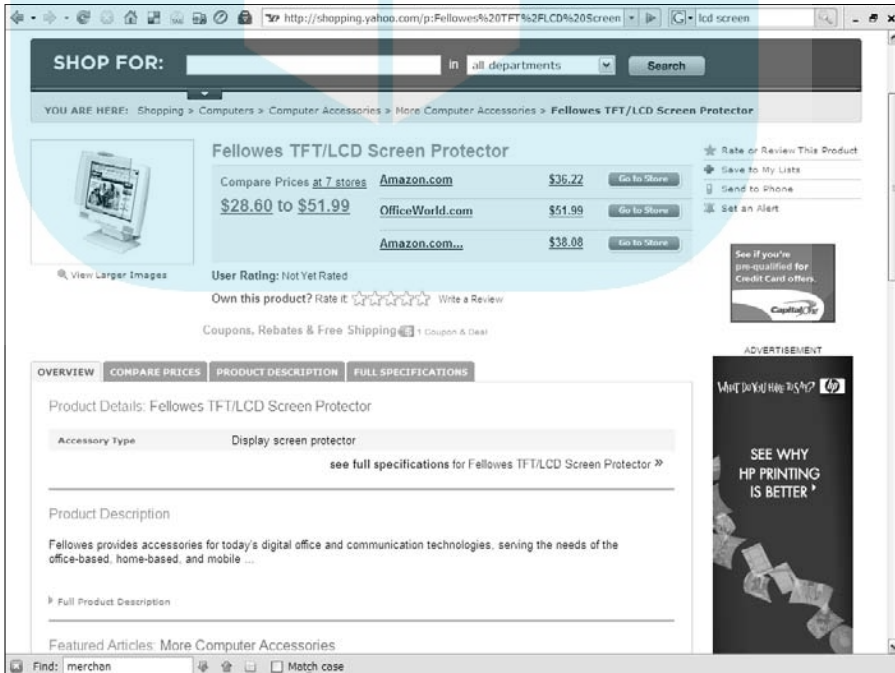 http://shopping.yahoo.com/p:Fellowes%20TFT%2FLCD%20Screen
lcd screen
SHOP FOR:
in
all departments
Search
YOU ARE HERE: Shopping > Computers > Computer Accessories > More Computer Accessories > Fellowes TFT/LCD Screen Protector
Fellowes TFT/LCD Screen Protector
Compare Prices at 7 stores
$28.60 to $51.99
Amazon.com $36.22 Go to Store
OfficeWorld.com $51.99 Go to Store
Amazon.com... $38.08 Go to Store
Rate or Review This Product
Save to My Lists
Send to Phone
Set an Alert
View Larger Images
User Rating: Not Yet Rated
Own this product? Rate it: Write a Review
Coupons, Rebates & Free Shipping 1 Coupon & Deal
See if you're
pre-qualified for
Credit Card offers.
Capital One
ADVERTISEMENT
WHAT DO YOU HAVE TO SAY? hp
SEE WHY
HP PRINTING
IS BETTER
OVERVIEW COMPARE PRICES PRODUCT DESCRIPTION FULL SPECIFICATIONS
Product Details: Fellowes TFT/LCD Screen Protector
Accessory Type Display screen protector
see full specifications for Fellowes TFT/LCD Screen Protector »
Product Description
Fellowes provides accessories for today's digital office and communication technologies, serving the needs of the
office-based, home-based, and mobile ...
Full Product Description
Featured Articles: More Computer Accessories
Find: merchan Match case